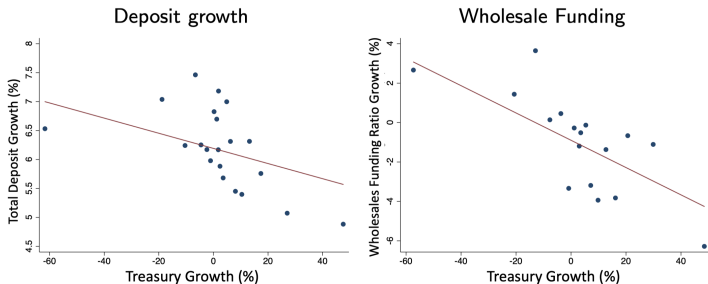 Deposit growth
Total Deposit Growth (%)
8
7.5
7
6.5
6
5.5
5
4.5
-60 -40 -20 0 20 40
Treasury Growth (%)
Wholesale Funding
Wholesales Funding Ratio Growth (%)
4
2
0
-2
-4
-6
-60 -40 -20 0 20 40
Treasury Growth (%)